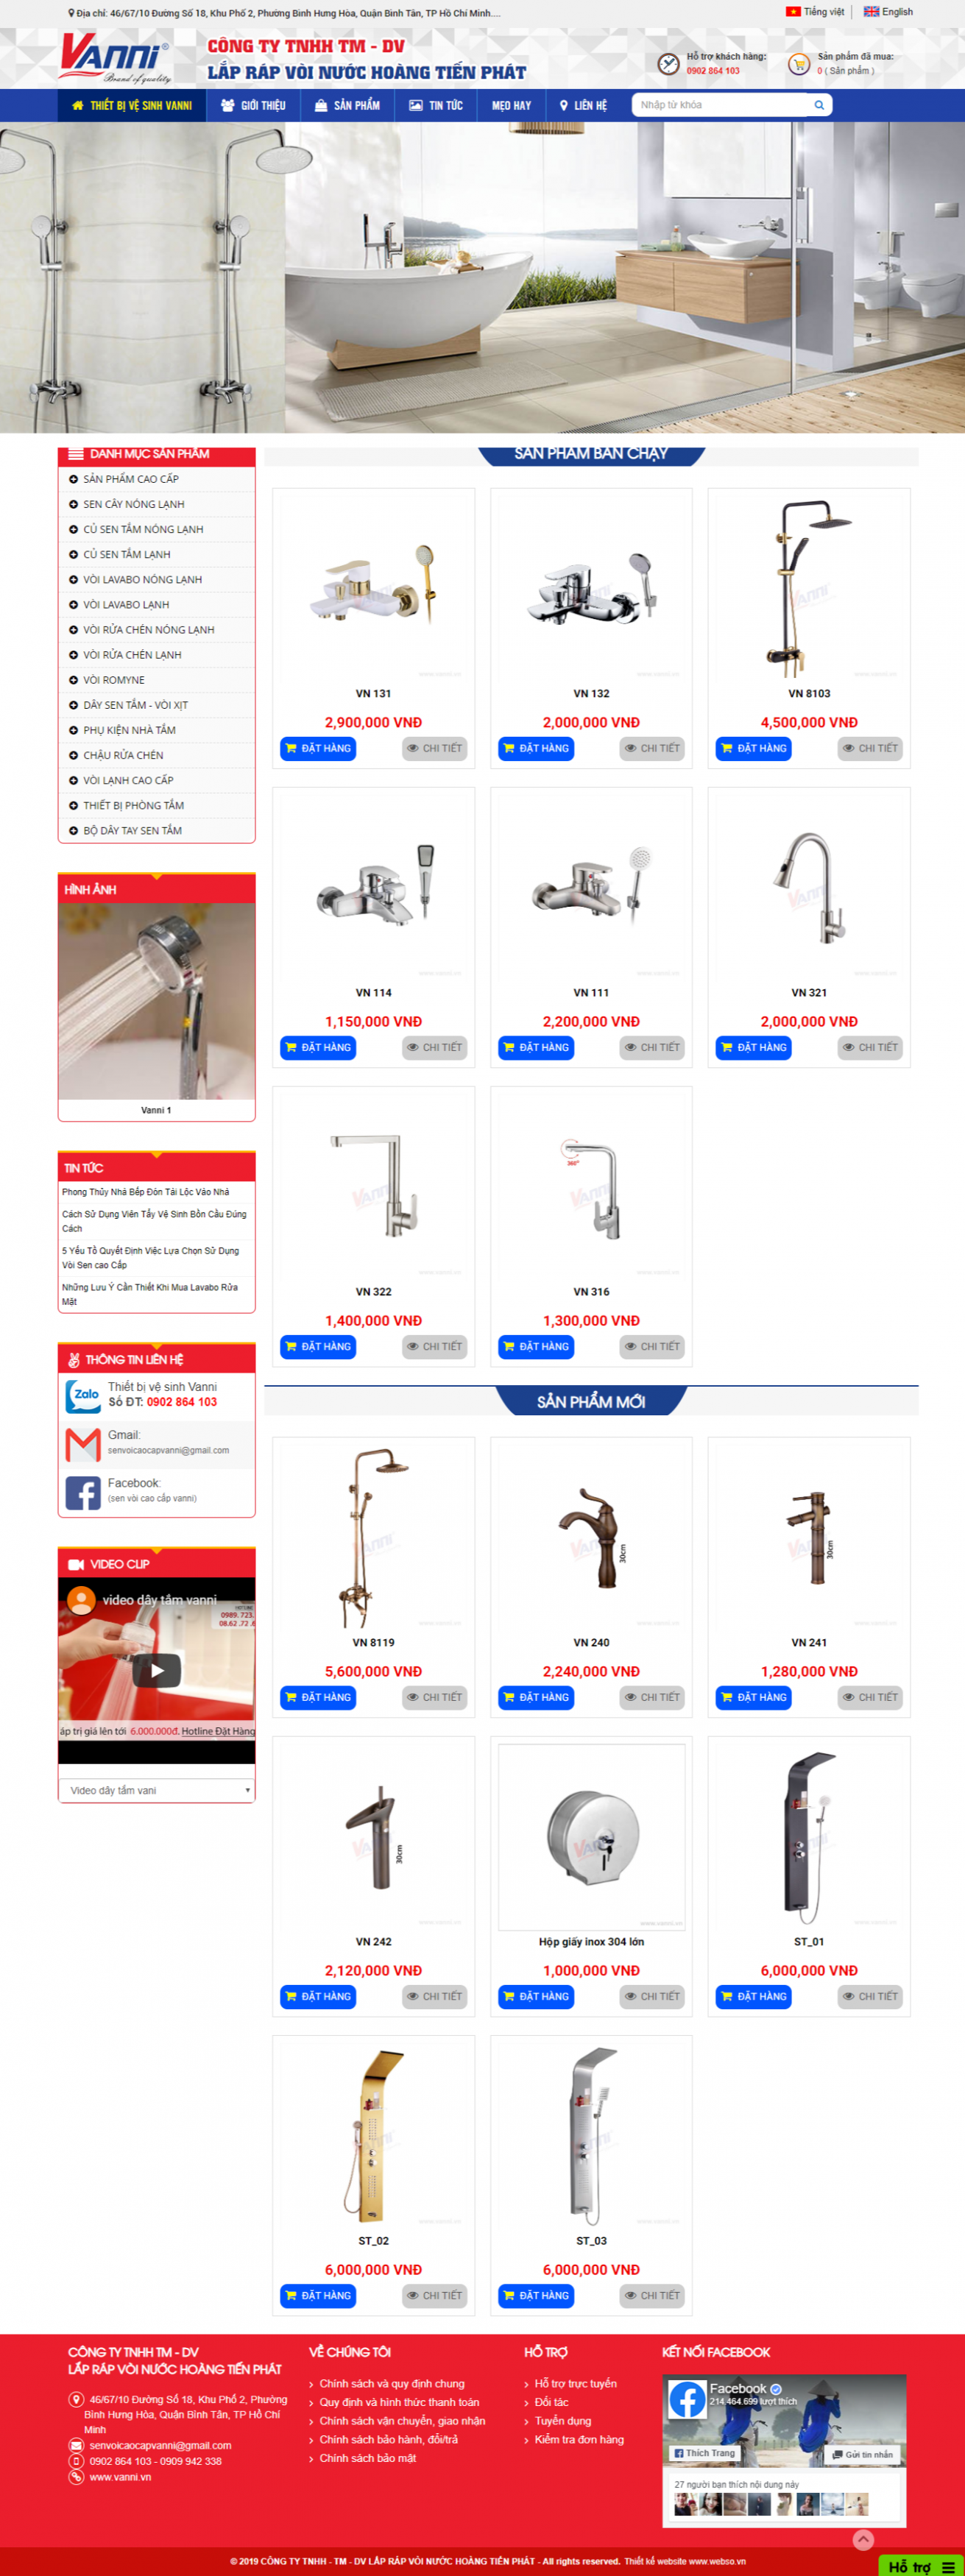 Địa chỉ: 46/67/10 Đường Số 18, Khu Phố 2, Phường Bình Hưng Hòa, Quận Bình Tân, TP Hồ Chí Minh....
Tiếng việt
English
Vanni®
Brand of quality
CÔNG TY TNHH TM - DV
LẮP RÁP VÒI NƯỚC HOÀNG TIẾN PHÁT
Hỗ trợ khách hàng:
0902 864 103
Sản phẩm đã mua:
0 ( Sản phẩm )
THIẾT BỊ VỆ SINH VANNI
GIỚI THIỆU
SẢN PHẨM
TIN TỨC
MẸO HAY
LIÊN HỆ
Nhập từ khóa
DANH MỤC SẢN PHẨM
SẢN PHẨM CAO CẤP
SEN CÂY NÓNG LẠNH
CỦ SEN TẮM NÓNG LẠNH
CỦ SEN TẮM LẠNH
VÒI LAVABO NÓNG LẠNH
VÒI LAVABO LẠNH
VÒI RỬA CHÉN NÓNG LẠNH
VÒI RỬA CHÉN LẠNH
VÒI ROMYNE
DÂY SEN TẮM - VÒI XỊT
PHỤ KIỆN NHÀ TẮM
CHẬU RỬA CHÉN
VÒI LẠNH CAO CẤP
THIẾT BỊ PHÒNG TẮM
BỘ DÂY TAY SEN TẮM
HÌNH ẢNH
Vanni 1
TIN TỨC
Phong Thủy Nhà Bếp Đón Tài Lộc Vào Nhà
Cách Sử Dụng Viên Tẩy Vệ Sinh Bồn Cầu Đúng
Cách
5 Yếu Tố Quyết Định Việc Lựa Chọn Sử Dụng
Vòi Sen cao Cấp
Những Lưu Ý Cần Thiết Khi Mua Lavabo Rửa
Mặt
THÔNG TIN LIÊN HỆ
Zalo
Thiết bị vệ sinh Vanni
Số ĐT: 0902 864 103
Gmail:
senvoicaocapvanni@gmail.com
Facebook:
(sen vòi cao cấp vanni)
VIDEO CLIP
video dây tắm vanni
0989. 723.
08.62 .72 .8
áp trị giá lên tới 6.000.000đ. Hotline Đặt Hàng
Video dây tắm vani
SẢN PHẨM BÁN CHẠY
VN 131
2,900,000 VNĐ
ĐẶT HÀNG
CHI TIẾT
VN 132
2,000,000 VNĐ
ĐẶT HÀNG
CHI TIẾT
VN 8103
4,500,000 VNĐ
ĐẶT HÀNG
CHI TIẾT
VN 114
1,150,000 VNĐ
ĐẶT HÀNG
CHI TIẾT
VN 111
2,200,000 VNĐ
ĐẶT HÀNG
CHI TIẾT
VN 321
2,000,000 VNĐ
ĐẶT HÀNG
CHI TIẾT
VN 322
1,400,000 VNĐ
ĐẶT HÀNG
CHI TIẾT
360°
VN 316
1,300,000 VNĐ
ĐẶT HÀNG
CHI TIẾT
SẢN PHẨM MỚI
VN 8119
5,600,000 VNĐ
ĐẶT HÀNG
CHI TIẾT
30cm
VN 240
2,240,000 VNĐ
ĐẶT HÀNG
CHI TIẾT
30cm
VN 241
1,280,000 VNĐ
ĐẶT HÀNG
CHI TIẾT
30cm
VN 242
2,120,000 VNĐ
ĐẶT HÀNG
CHI TIẾT
www.vanni.vn
Hộp giấy inox 304 lớn
1,000,000 VNĐ
ĐẶT HÀNG
CHI TIẾT
ST_01
6,000,000 VNĐ
ĐẶT HÀNG
CHI TIẾT
ST_02
6,000,000 VNĐ
ĐẶT HÀNG
CHI TIẾT
ST_03
6,000,000 VNĐ
ĐẶT HÀNG
CHI TIẾT
CÔNG TY TNHH TM - DV
LẮP RÁP VÒI NƯỚC HOÀNG TIẾN PHÁT
46/67/10 Đường Số 18, Khu Phố 2, Phường
Bình Hưng Hòa, Quận Bình Tân, TP Hồ Chí
Minh
senvoicaocapvanni@gmail.com
0902 864 103 - 0909 942 338
www.vanni.vn
VỀ CHÚNG TÔI
Chính sách và quy định chung
Quy định và hình thức thanh toán
Chính sách vận chuyển, giao nhận
Chính sách bảo hành, đổi/trả
Chính sách bảo mật
HỖ TRỢ
Hỗ trợ trực tuyến
Đối tác
Tuyển dụng
Kiểm tra đơn hàng
KẾT NỐI FACEBOOK
Facebook
214.464.699 lượt thích
Thích Trang
Gửi tin nhắn
27 người bạn thích nội dung này
© 2019 CÔNG TY TNHH - TM - DV LẮP RÁP VÒI NƯỚC HOÀNG TIẾN PHÁT - All rights reserved. Thiết kế website www.webso.vn
Hỗ trợ